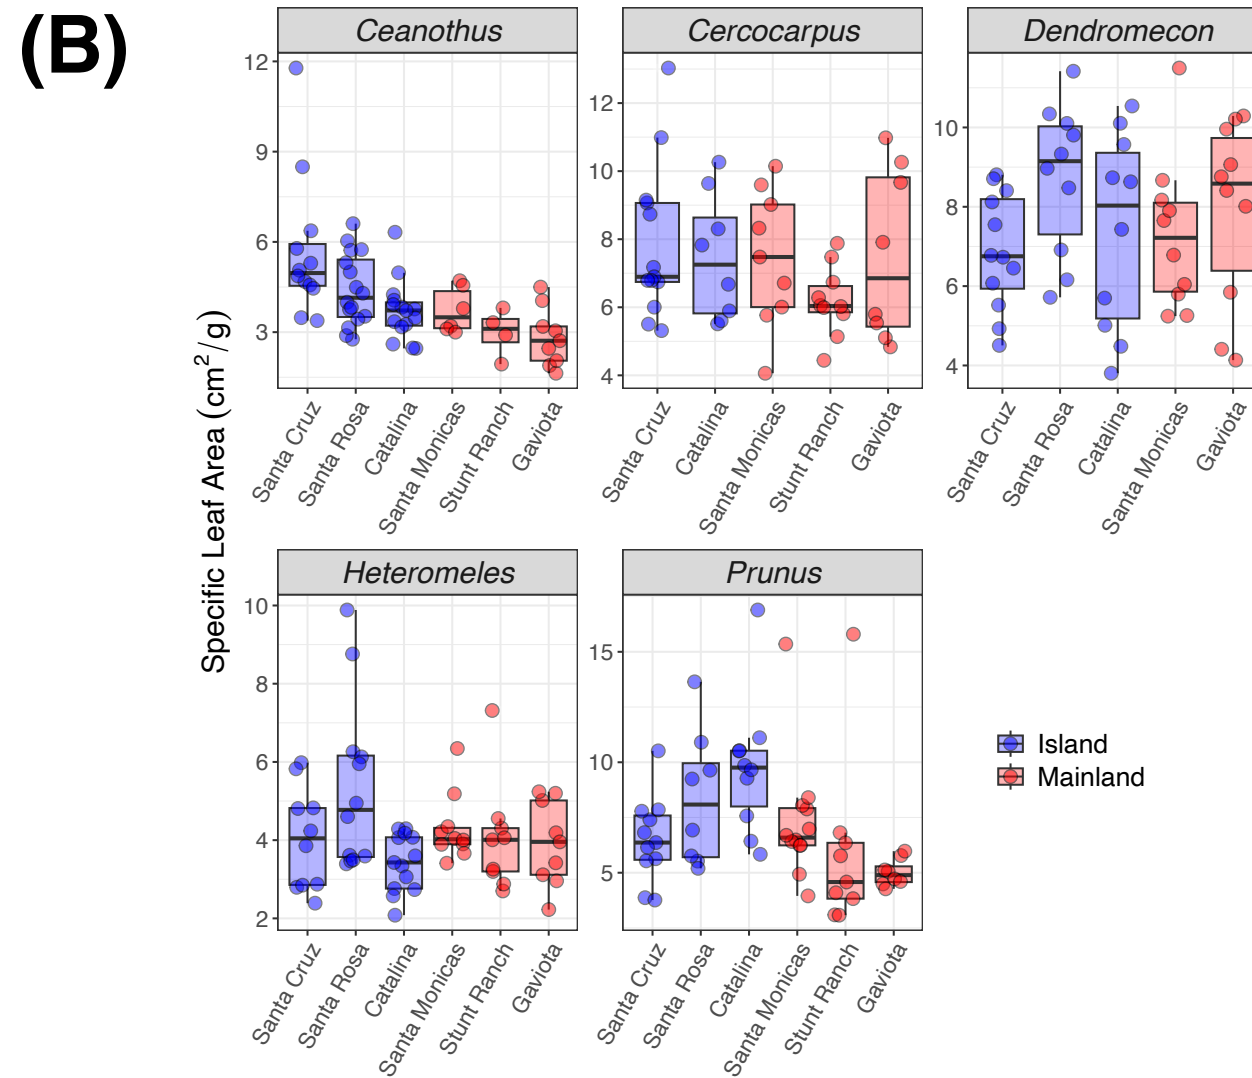 (B)
Specific Leaf Area (cm²/g)
Ceanothus
12
9
6
3
Santa Cruz
Santa Rosa
Catalina
Santa Monicas
Stunt Ranch
Gaviota
Cercocarpus
12
10
8
6
4
Santa Cruz
Catalina
Santa Monicas
Stunt Ranch
Gaviota
Dendromecon
10
8
6
4
Santa Cruz
Santa Rosa
Catalina
Santa Monicas
Gaviota
Heteromeles
10
8
6
4
2
Santa Cruz
Santa Rosa
Catalina
Santa Monicas
Stunt Ranch
Gaviota
Prunus
15
10
5
Santa Cruz
Santa Rosa
Catalina
Santa Monicas
Stunt Ranch
Gaviota
Island
Mainland